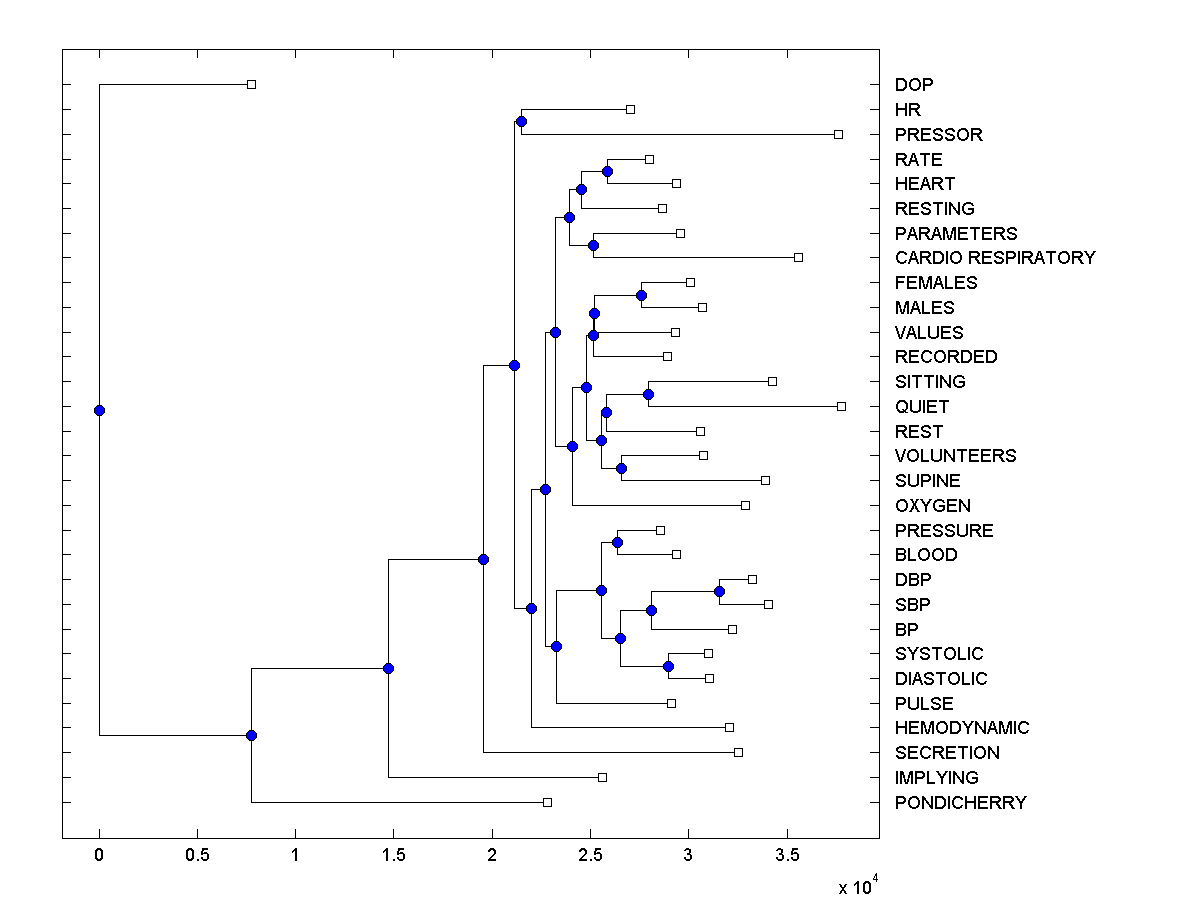 DOP
HR
PRESSOR
RATE
HEART
RESTING
PARAMETERS
CARDIO RESPIRATORY
FEMALES
MALES
VALUES
RECORDED
SITTING
QUIET
REST
VOLUNTEERS
SUPINE
OXYGEN
PRESSURE
BLOOD
DBP
SBP
BP
SYSTOLIC
DIASTOLIC
PULSE
HEMODYNAMIC
SECRETION
IMPLYING
PONDICHERRY
0 0.5 1 1.5 2 2.5 3 3.5
x 10^4